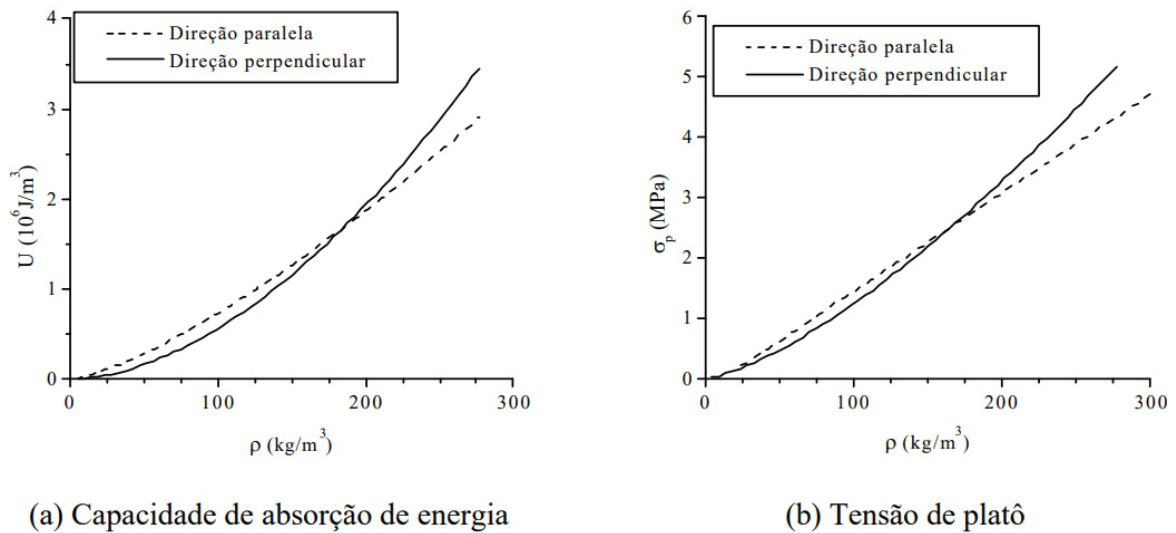 4
3
2
1
0
U (10⁶J/m³)
Direção paralela
Direção perpendicular
0
100
200
300
ρ (kg/m³)
(a) Capacidade de absorção de energia
6
5
4
3
2
1
0
σₚ (MPa)
Direção paralela
Direção perpendicular
0
100
200
300
ρ (kg/m³)
(b) Tensão de platô